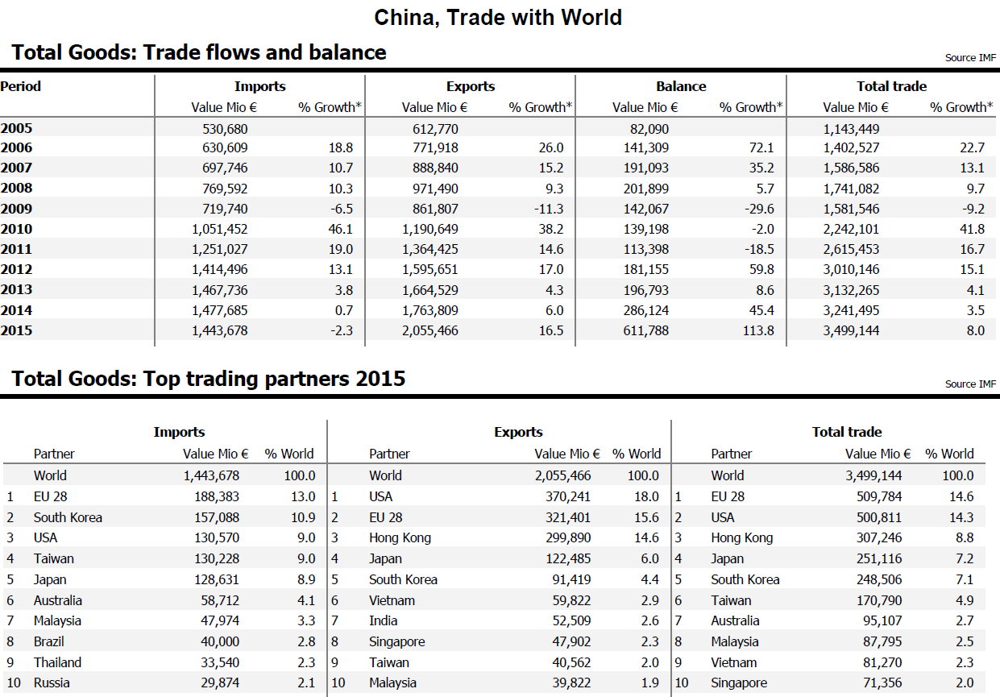 China, Trade with World
Total Goods: Trade flows and balance
Source IMF
Period Imports Exports Balance Total trade
Value Mio € % Growth* Value Mio € % Growth* Value Mio € % Growth* Value Mio € % Growth*
2005 530,680 612,770 82,090 1,143,449
2006 630,609 18.8 771,918 26.0 141,309 72.1 1,402,527 22.7
2007 697,746 10.7 888,840 15.2 191,093 35.2 1,586,586 13.1
2008 769,592 10.3 971,490 9.3 201,899 5.7 1,741,082 9.7
2009 719,740 -6.5 861,807 -11.3 142,067 -29.6 1,581,546 -9.2
2010 1,051,452 46.1 1,190,649 38.2 139,198 -2.0 2,242,101 41.8
2011 1,251,027 19.0 1,364,425 14.6 113,398 -18.5 2,615,453 16.7
2012 1,414,496 13.1 1,595,651 17.0 181,155 59.8 3,010,146 15.1
2013 1,467,736 3.8 1,664,529 4.3 196,793 8.6 3,132,265 4.1
2014 1,477,685 0.7 1,763,809 6.0 286,124 45.4 3,241,495 3.5
2015 1,443,678 -2.3 2,055,466 16.5 611,788 113.8 3,499,144 8.0
Total Goods: Top trading partners 2015
Source IMF
Imports Exports Total trade
Partner Value Mio € % World Partner Value Mio € % World Partner Value Mio € % World
World 1,443,678 100.0 World 2,055,466 100.0 World 3,499,144 100.0
1 EU 28 188,383 13.0 1 USA 370,241 18.0 1 EU 28 509,784 14.6
2 South Korea 157,088 10.9 2 EU 28 321,401 15.6 2 USA 500,811 14.3
3 USA 130,570 9.0 3 Hong Kong 299,890 14.6 3 Hong Kong 307,246 8.8
4 Taiwan 130,228 9.0 4 Japan 122,485 6.0 4 Japan 251,116 7.2
5 Japan 128,631 8.9 5 South Korea 91,419 4.4 5 South Korea 248,506 7.1
6 Australia 58,712 4.1 6 Vietnam 59,822 2.9 6 Taiwan 170,790 4.9
7 Malaysia 47,974 3.3 7 India 52,509 2.6 7 Australia 95,107 2.7
8 Brazil 40,000 2.8 8 Singapore 47,902 2.3 8 Malaysia 87,795 2.5
9 Thailand 33,540 2.3 9 Taiwan 40,562 2.0 9 Vietnam 81,270 2.3
10 Russia 29,874 2.1 10 Malaysia 39,822 1.9 10 Singapore 71,356 2.0